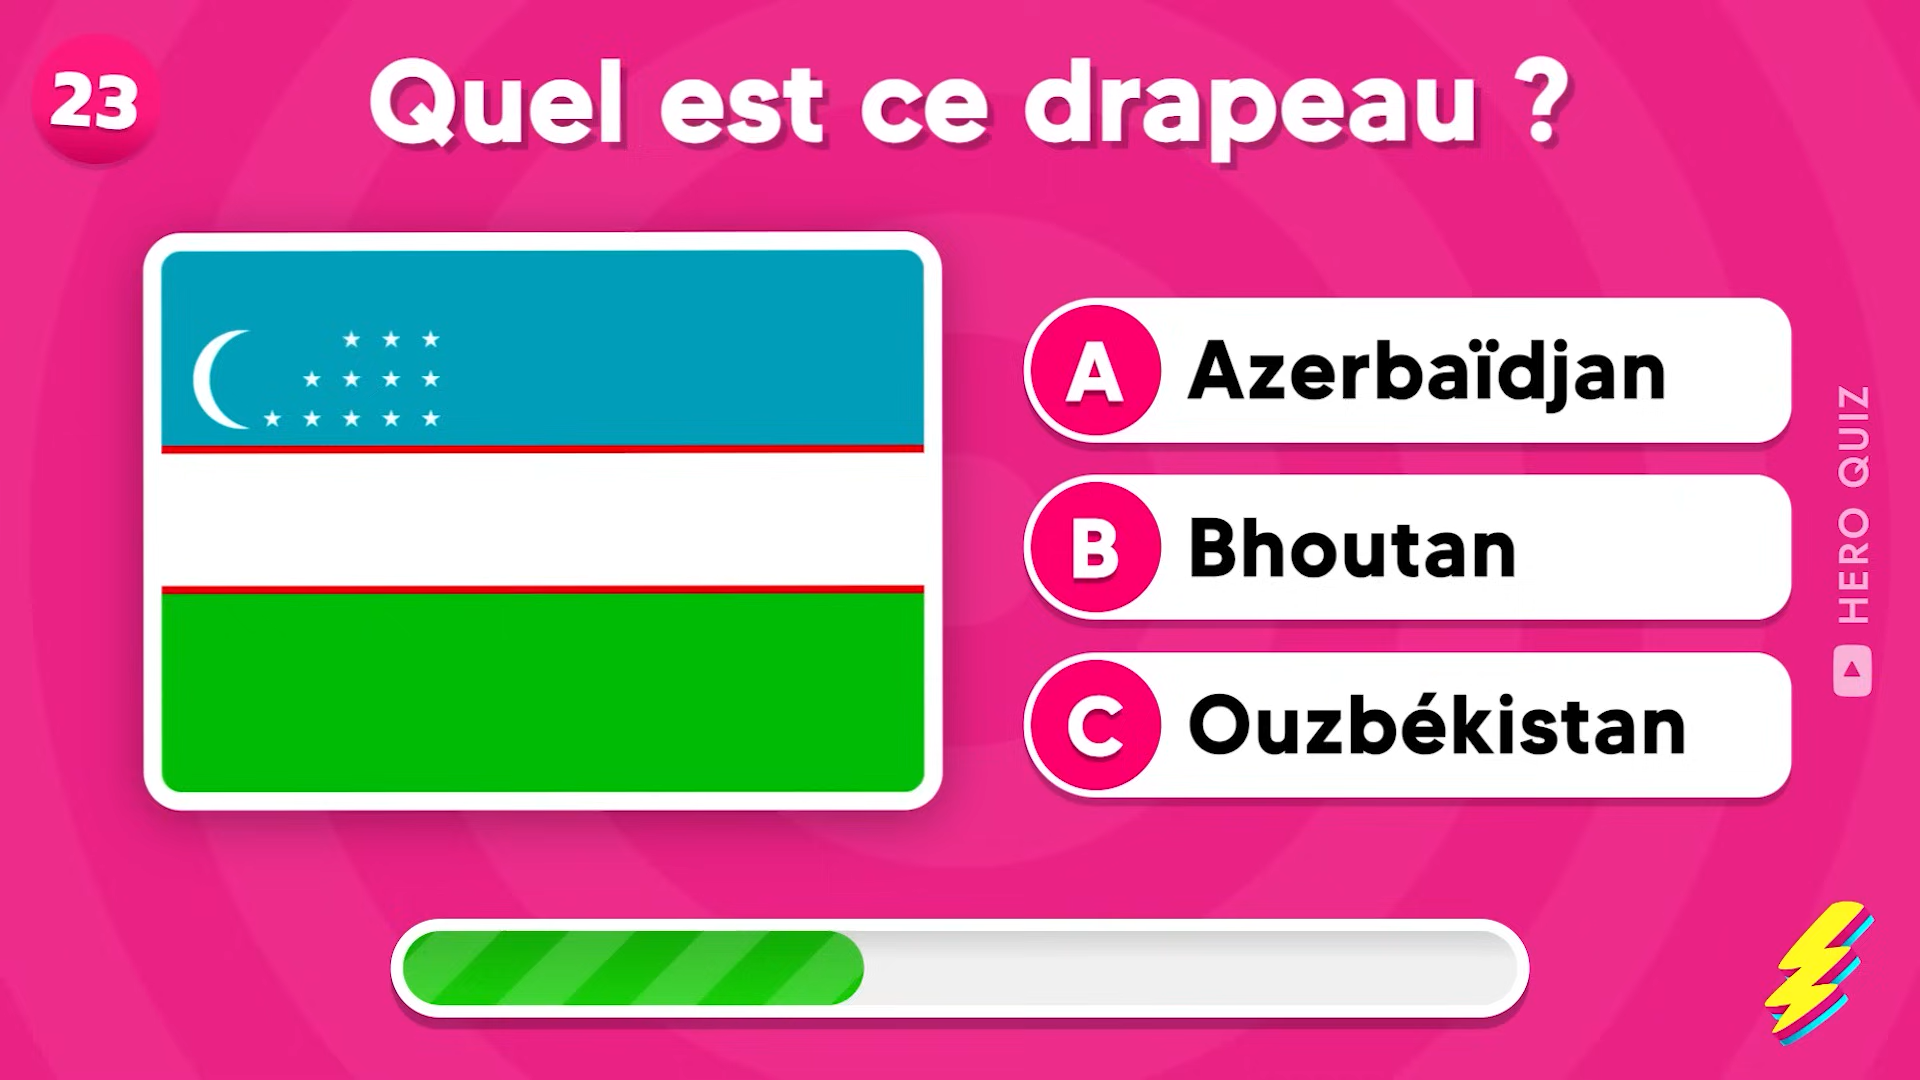 23
Quel est ce drapeau ?
A Azerbaïdjan
B Bhoutan
C Ouzbékistan
HERO QUIZ